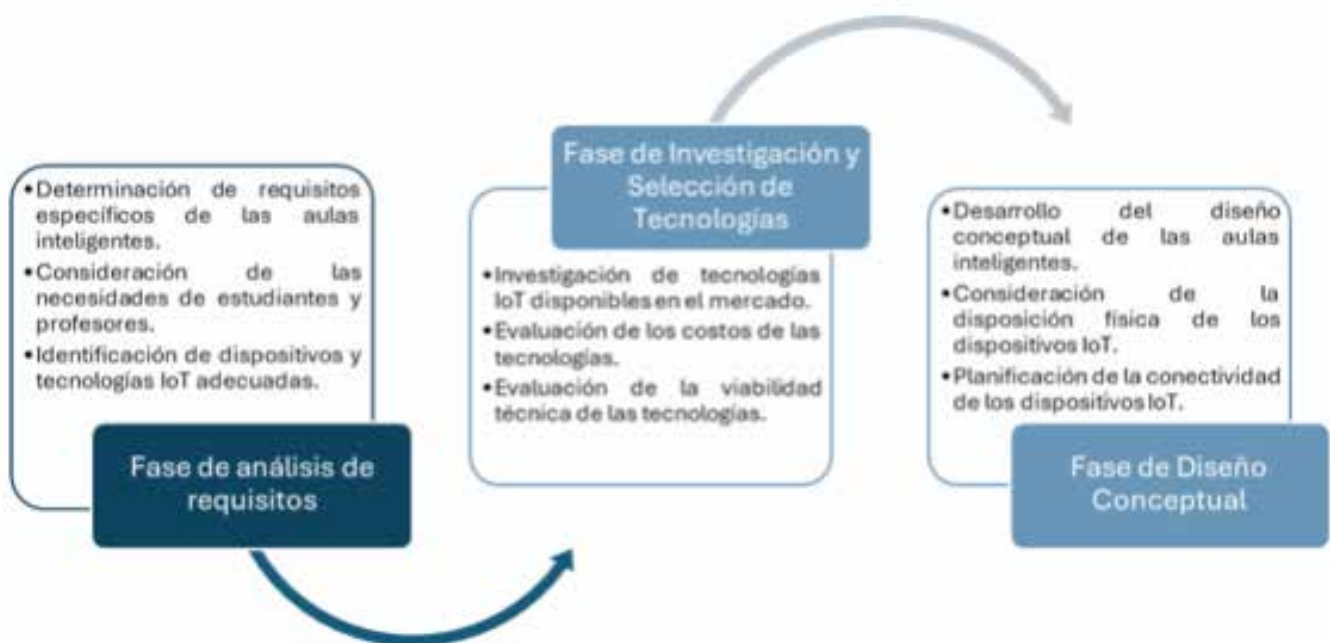 •Determinación de requisitos
específicos de las aulas
inteligentes.
•Consideración de las
necesidades de estudiantes y
profesores.
•Identificación de dispositivos y
tecnologías IoT adecuadas.
Fase de análisis de
requisitos
Fase de Investigación y
Selección de
Tecnologías
•Investigación de tecnologías
IoT disponibles en el mercado.
•Evaluación de los costos de las
tecnologías.
•Evaluación de la viabilidad
técnica de las tecnologías.
•Desarrollo del diseño
conceptual de las aulas
inteligentes.
•Consideración de la
disposición física de los
dispositivos IoT.
•Planificación de la conectividad
de los dispositivos IoT.
Fase de Diseño
Conceptual